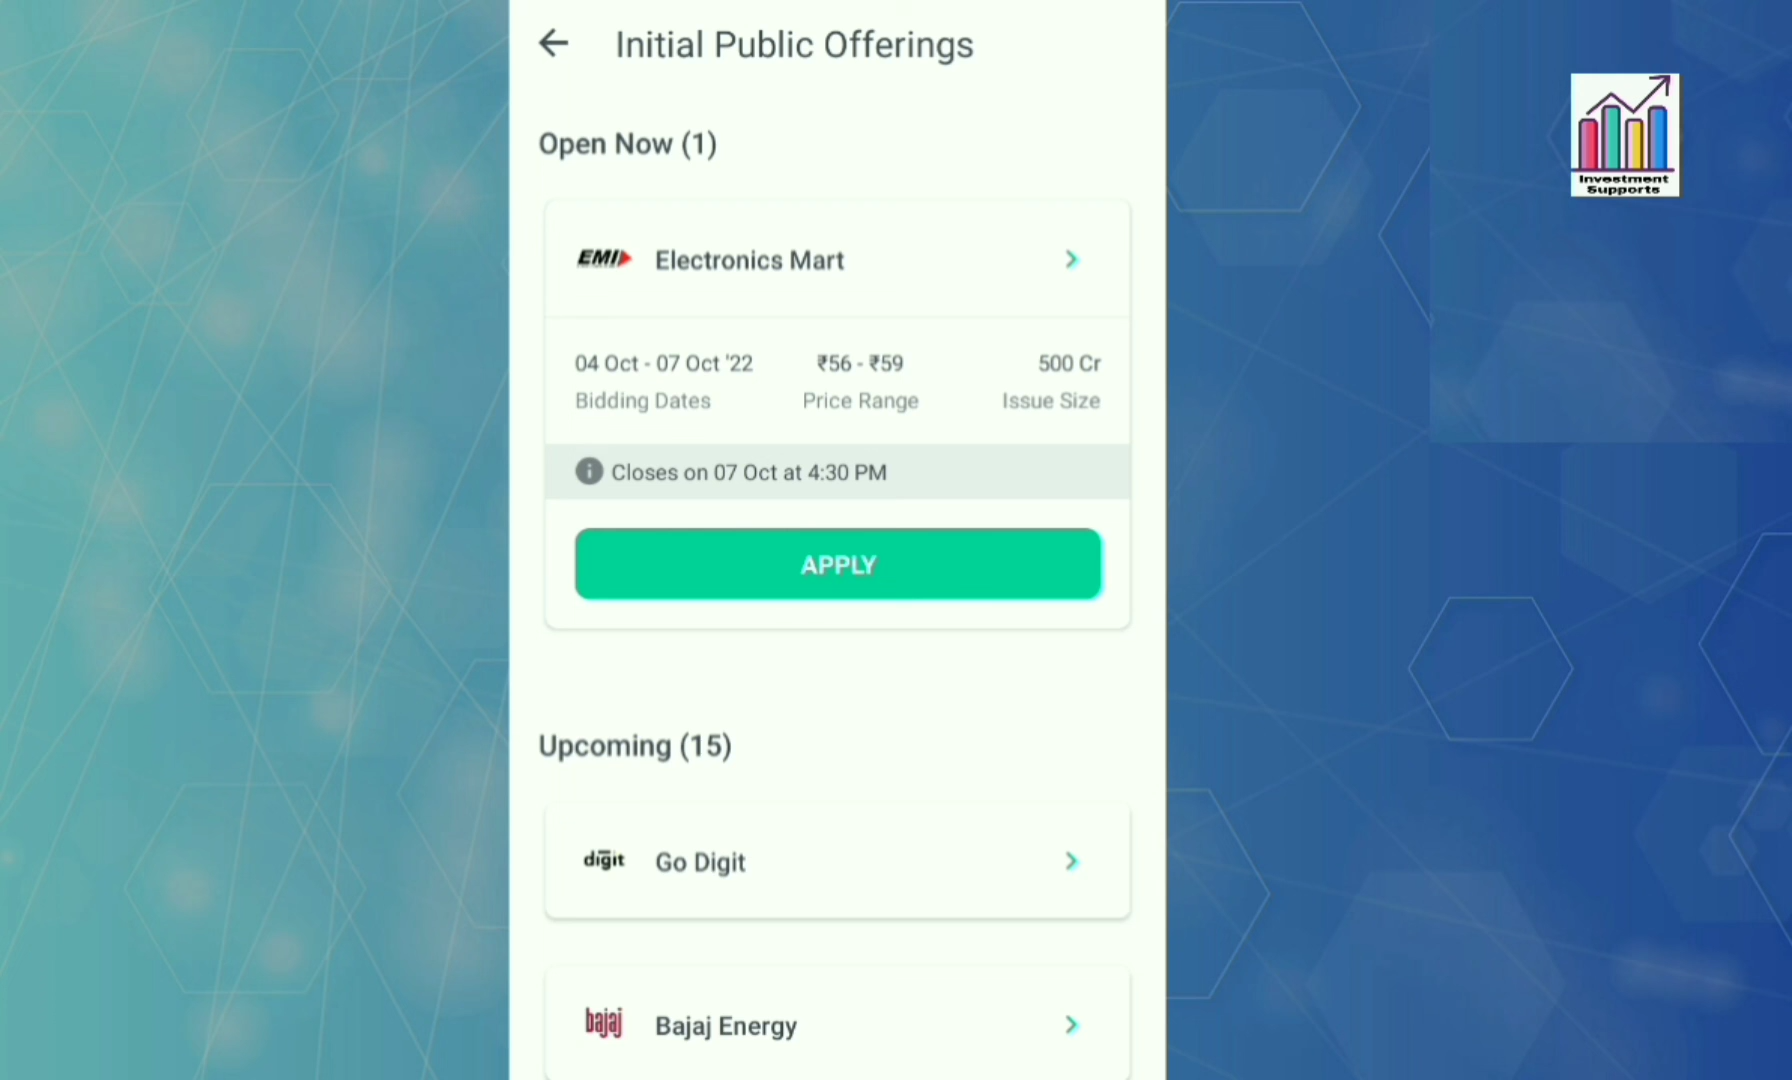 Initial Public Offerings
Investment
Supports
Open Now (1)
EMI Electronics Mart
04 Oct - 07 Oct '22 ₹56 - ₹59 500 Cr
Bidding Dates Price Range Issue Size
Closes on 07 Oct at 4:30 PM
APPLY
Upcoming (15)
digit Go Digit
bajaj Bajaj Energy